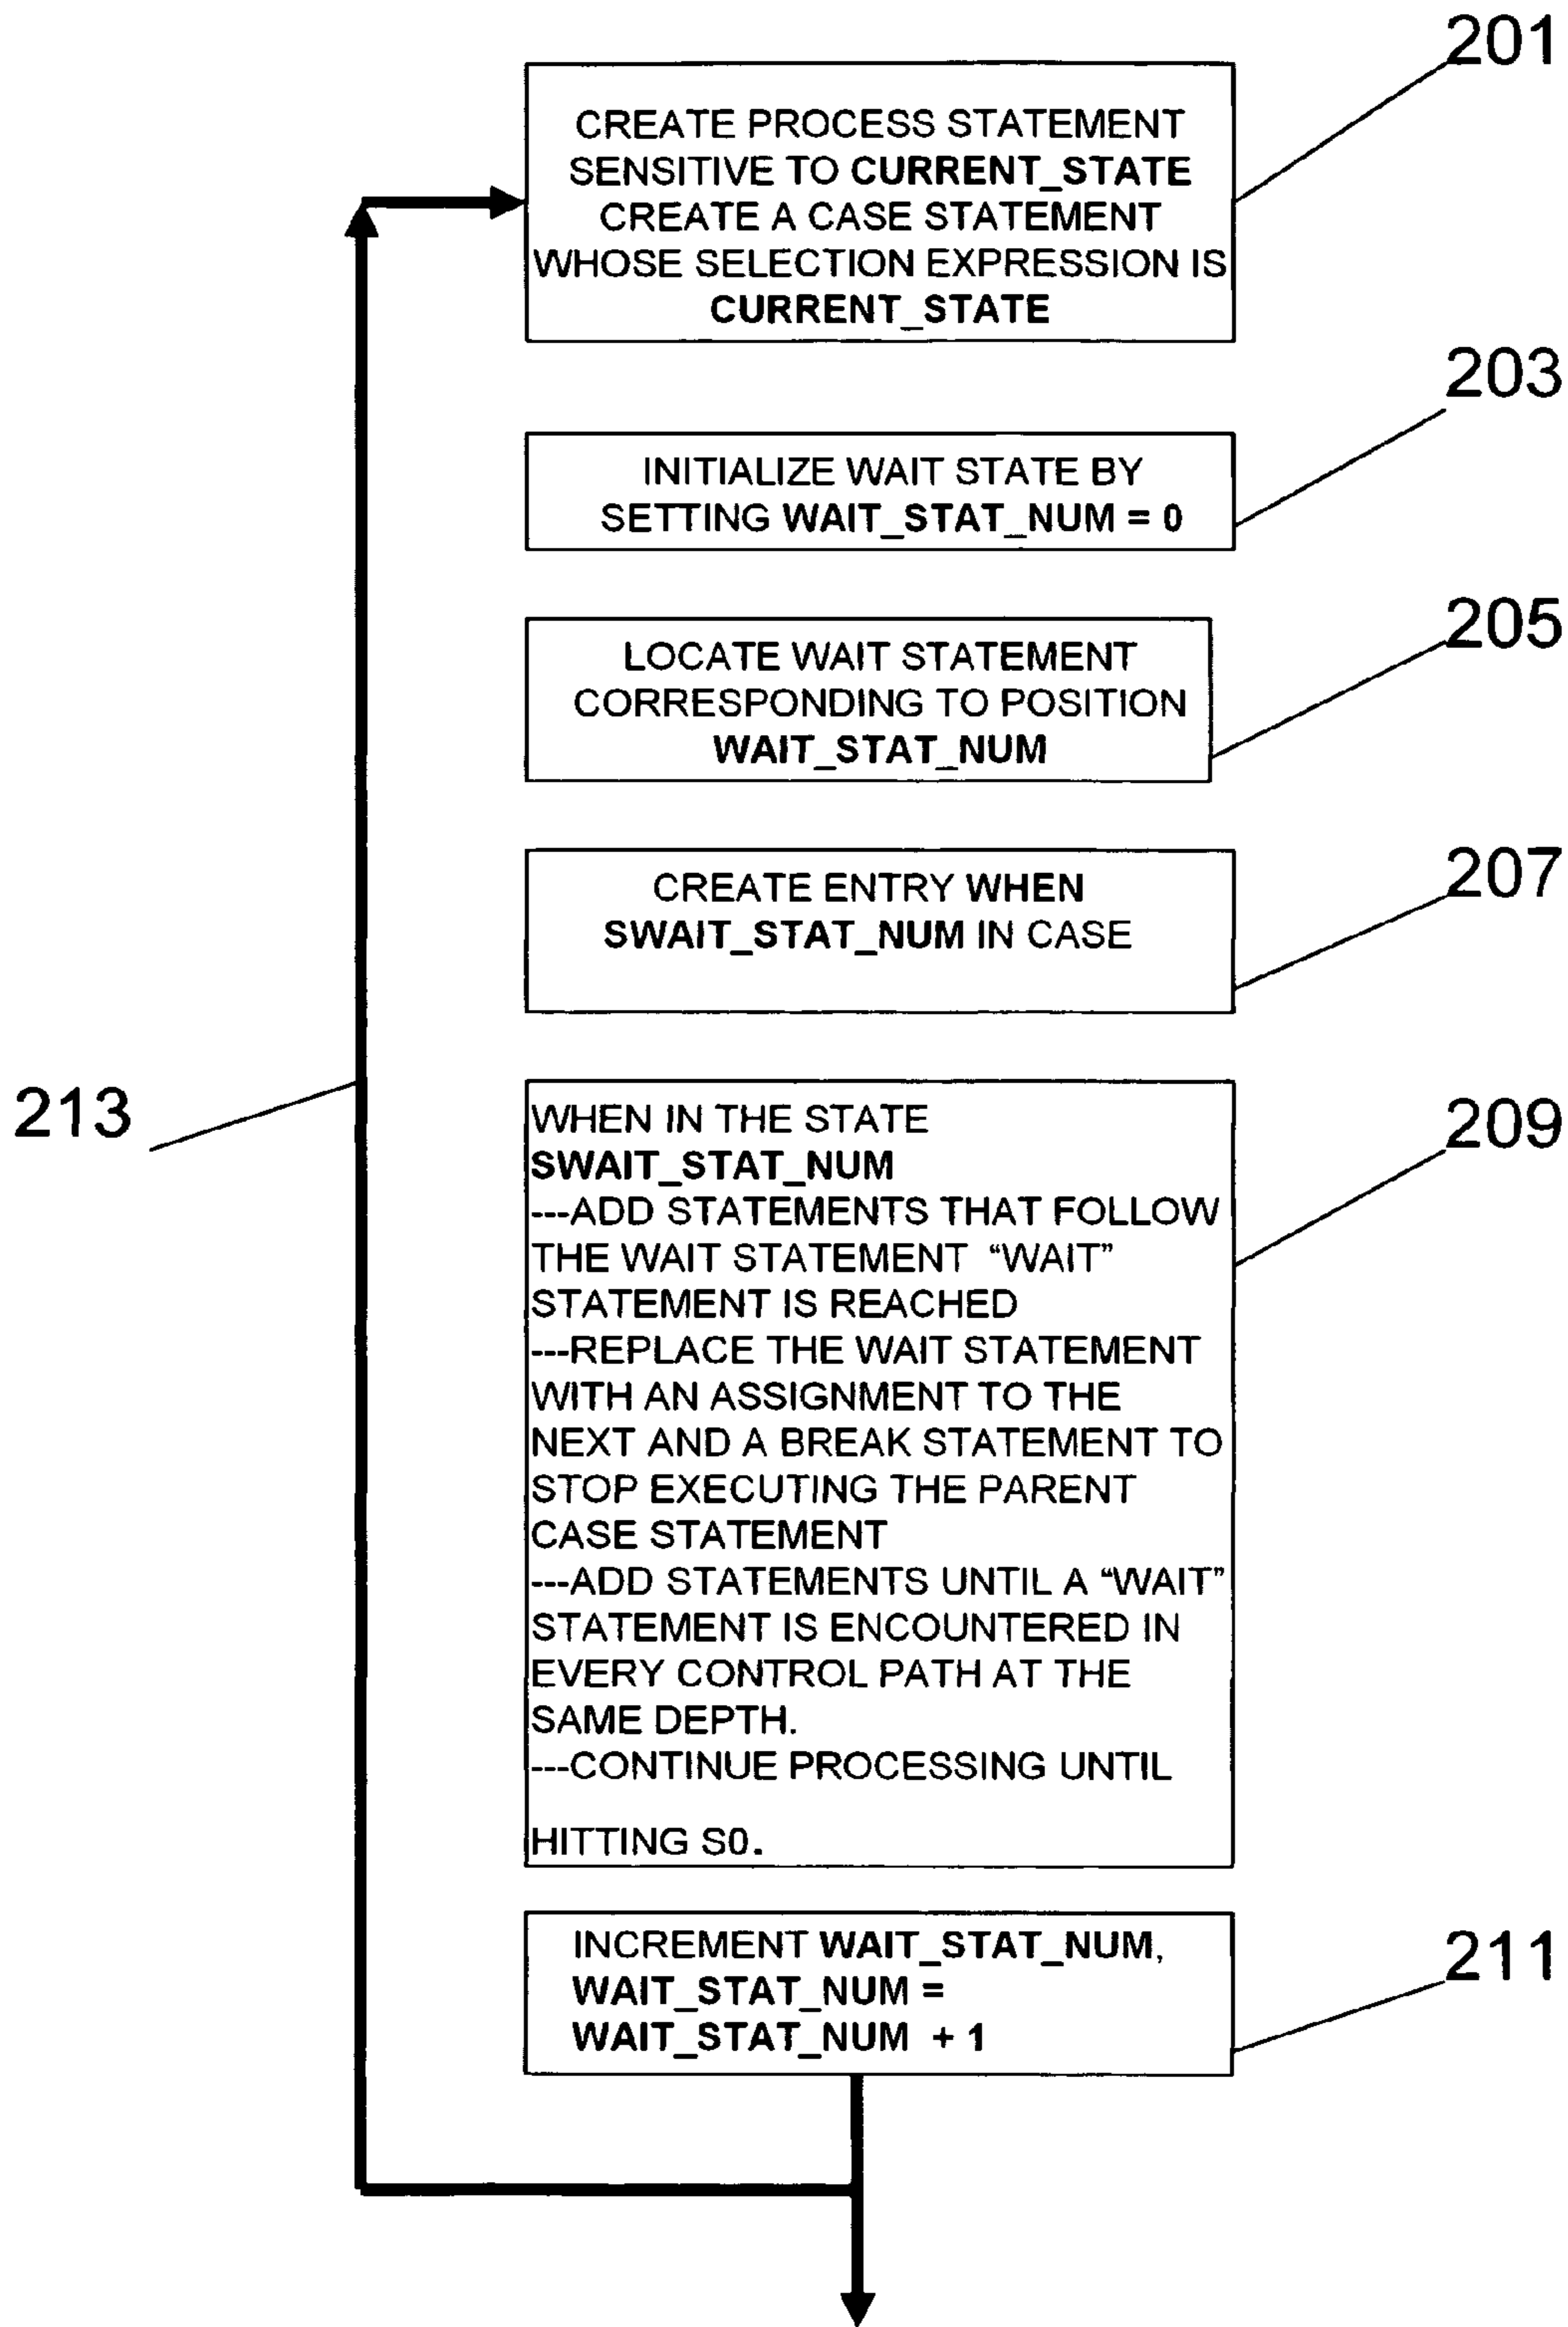 201
CREATE PROCESS STATEMENT
SENSITIVE TO CURRENT_STATE
CREATE A CASE STATEMENT
WHOSE SELECTION EXPRESSION IS
CURRENT_STATE
203
INITIALIZE WAIT STATE BY
SETTING WAIT_STAT_NUM = 0
205
LOCATE WAIT STATEMENT
CORRESPONDING TO POSITION
WAIT_STAT_NUM
207
CREATE ENTRY WHEN
SWAIT_STAT_NUM IN CASE
213
209
WHEN IN THE STATE
SWAIT_STAT_NUM
---ADD STATEMENTS THAT FOLLOW
THE WAIT STATEMENT “WAIT”
STATEMENT IS REACHED
---REPLACE THE WAIT STATEMENT
WITH AN ASSIGNMENT TO THE
NEXT AND A BREAK STATEMENT TO
STOP EXECUTING THE PARENT
CASE STATEMENT
---ADD STATEMENTS UNTIL A “WAIT”
STATEMENT IS ENCOUNTERED IN
EVERY CONTROL PATH AT THE
SAME DEPTH.
---CONTINUE PROCESSING UNTIL
HITTING S0.
211
INCREMENT WAIT_STAT_NUM,
WAIT_STAT_NUM =
WAIT_STAT_NUM + 1